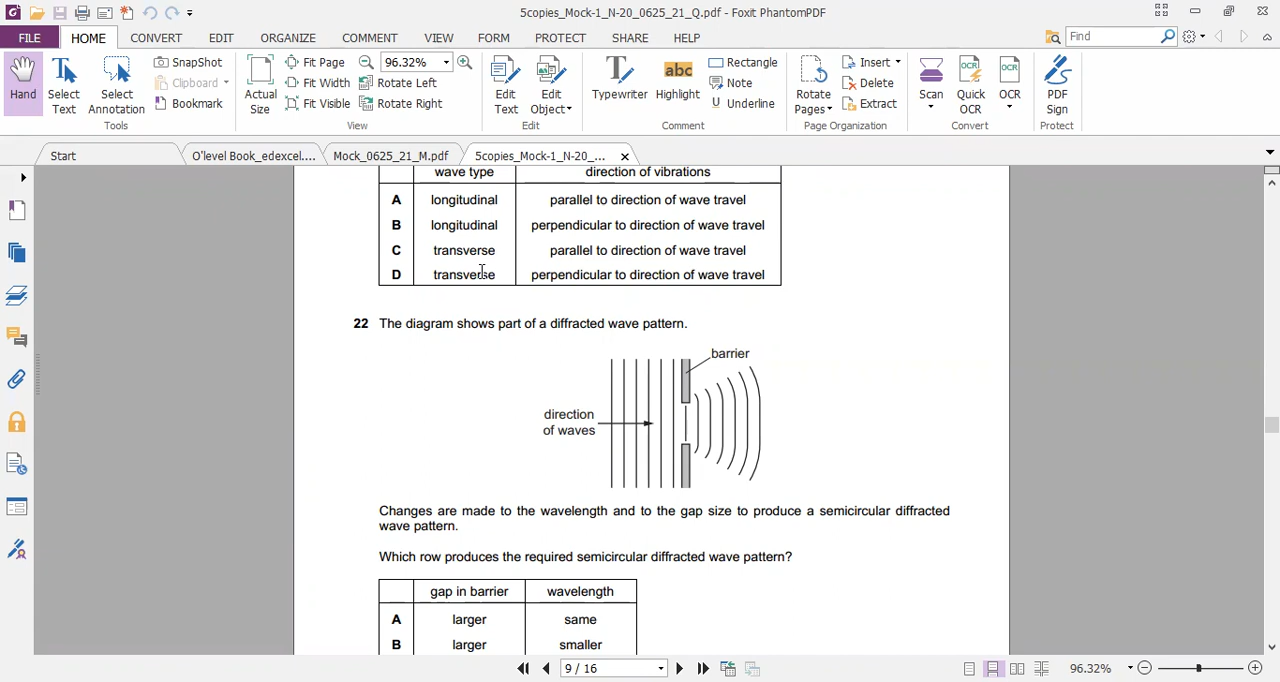 5copies_Mock-1_N-20_0625_21_Q.pdf - Foxit PhantomPDF
FILE HOME CONVERT EDIT ORGANIZE COMMENT VIEW FORM PROTECT SHARE HELP
Find
Hand
Select Text
Select Annotation
SnapShot
Clipboard
Bookmark
Tools
Actual Size
Fit Page
Fit Width
Fit Visible
96.32%
Rotate Left
Rotate Right
View
Edit Text
Edit Object
Edit
Typewriter
abc
Highlight
Rectangle
Note
Underline
Comment
Rotate Pages
Insert
Delete
Extract
Page Organization
Scan
OCR
Quick OCR
OCR
OCR
Convert
PDF Sign
Protect
Start
O'level Book_edexcel....
Mock_0625_21_M.pdf
5copies_Mock-1_N-20_...
wave type direction of vibrations
A longitudinal parallel to direction of wave travel
B longitudinal perpendicular to direction of wave travel
C transverse parallel to direction of wave travel
D transverse perpendicular to direction of wave travel
22 The diagram shows part of a diffracted wave pattern.
barrier
direction
of waves
Changes are made to the wavelength and to the gap size to produce a semicircular diffracted
wave pattern.
Which row produces the required semicircular diffracted wave pattern?
gap in barrier wavelength
A larger same
B larger smaller
9 / 16
96.32%